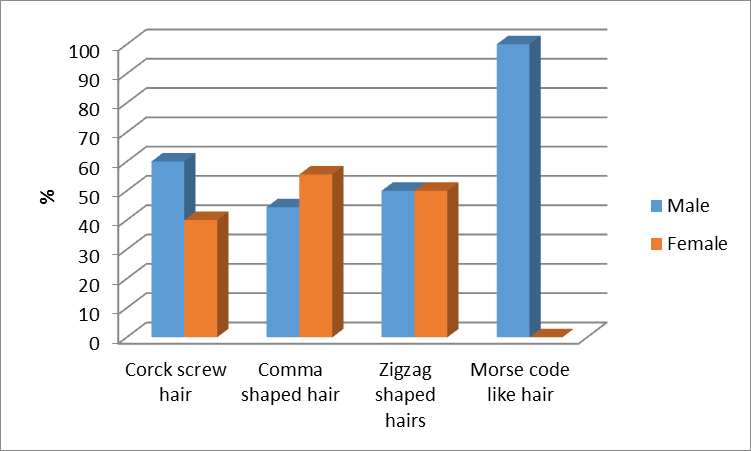 100
90
80
70
60
50
40
30
20
10
0
%
Corck screw
hair
Comma
shaped hair
Zigzag
shaped
hairs
Morse code
like hair
Male
Female